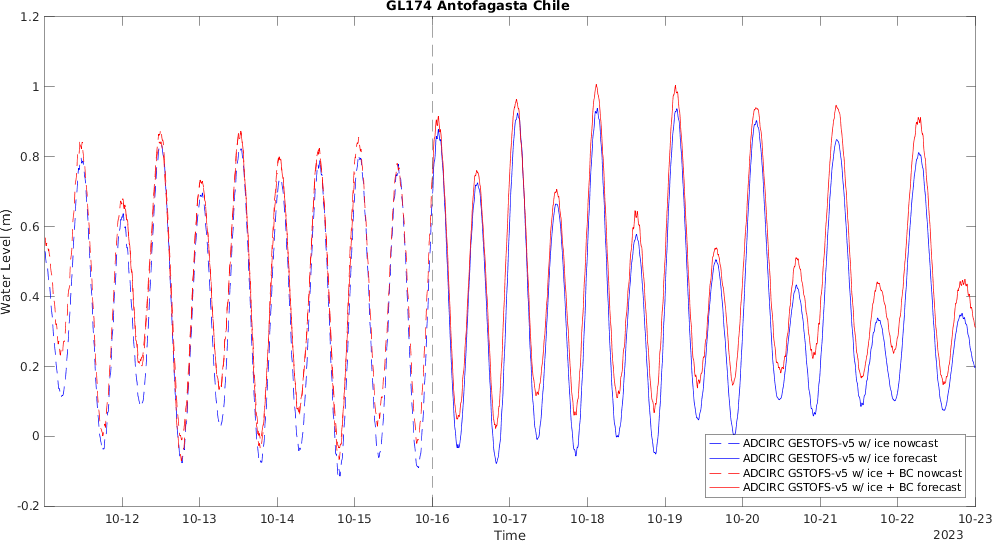 GL174 Antofagasta Chile
1.2
1
0.8
0.6
0.4
0.2
0
-0.2
Water Level (m)
ADCIRC GESTOFS-v5 w/ ice nowcast
ADCIRC GESTOFS-v5 w/ ice forecast
ADCIRC GSTOFS-v5 w/ ice + BC nowcast
ADCIRC GSTOFS-v5 w/ ice + BC forecast
10-12 10-13 10-14 10-15 10-16 10-17 10-18 10-19 10-20 10-21 10-22 10-23
Time
2023